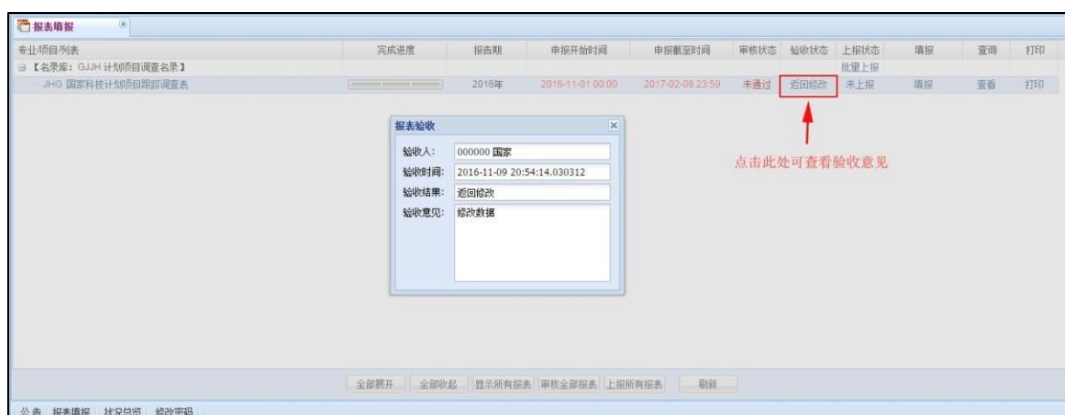 报表填报
专业/项目/列表 完成进度 报告期 申报开始时间 申报截至时间 审核状态 验收状态 上报状态 填报 查询 打印
【名录库：GJJH 计划项目调查名录】 批量上报
JHG 国家科技计划项目跟踪调查表 2016年 2016-11-01 00:00 2017-02-08 23:59 未通过 返回修改 未上报 填报 查看 打印
报表验收
验收人： 000000 国家
验收时间： 2016-11-09 20:54:14.030312
验收结果： 返回修改
验收意见： 修改数据
点击此处可查看验收意见
全部展开 全部收起 显示所有报表 审核全部报表 上报所有报表 刷新
公告 报表填报 状况总览 修改密码